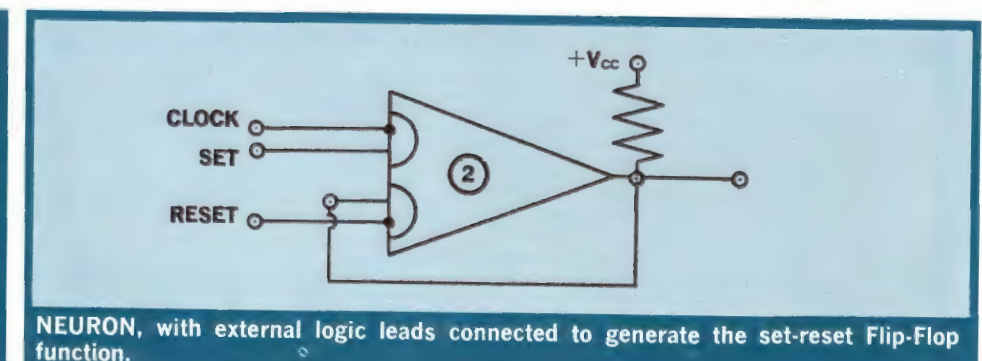 +Vcc
CLOCK
SET
2
RESET
NEURON, with external logic leads connected to generate the set-reset Flip-Flop
function.